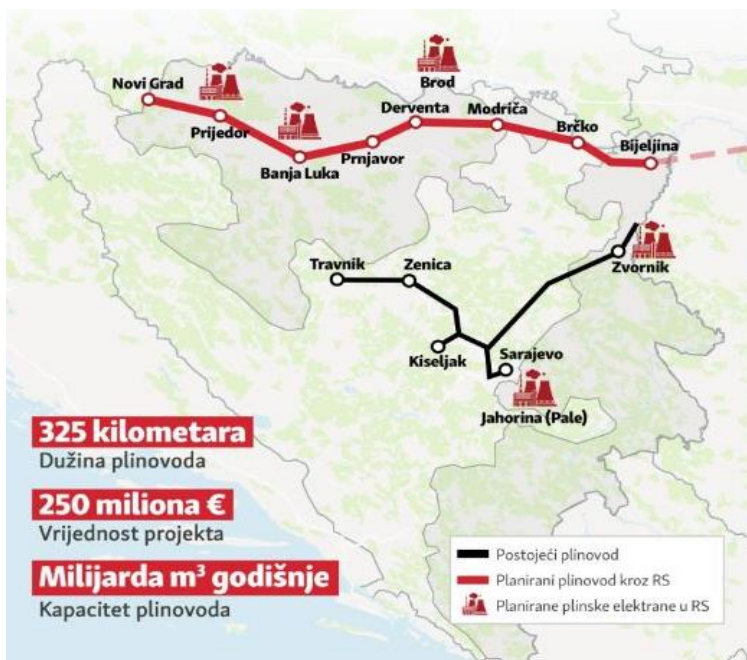 Brod
Novi Grad
Prijedor
Banja Luka
Prnjavor
Derventa
Modriča
Brčko
Bijeljina
Zvornik
Travnik
Zenica
Kiseljak
Sarajevo
Jahorina (Pale)
325 kilometara
Dužina plinovoda
250 miliona €
Vrijednost projekta
Milijarda m³ godišnje
Kapacitet plinovoda
Postojeći plinovod
Planirani plinovod kroz RS
Planirane plinske elektrane u RS